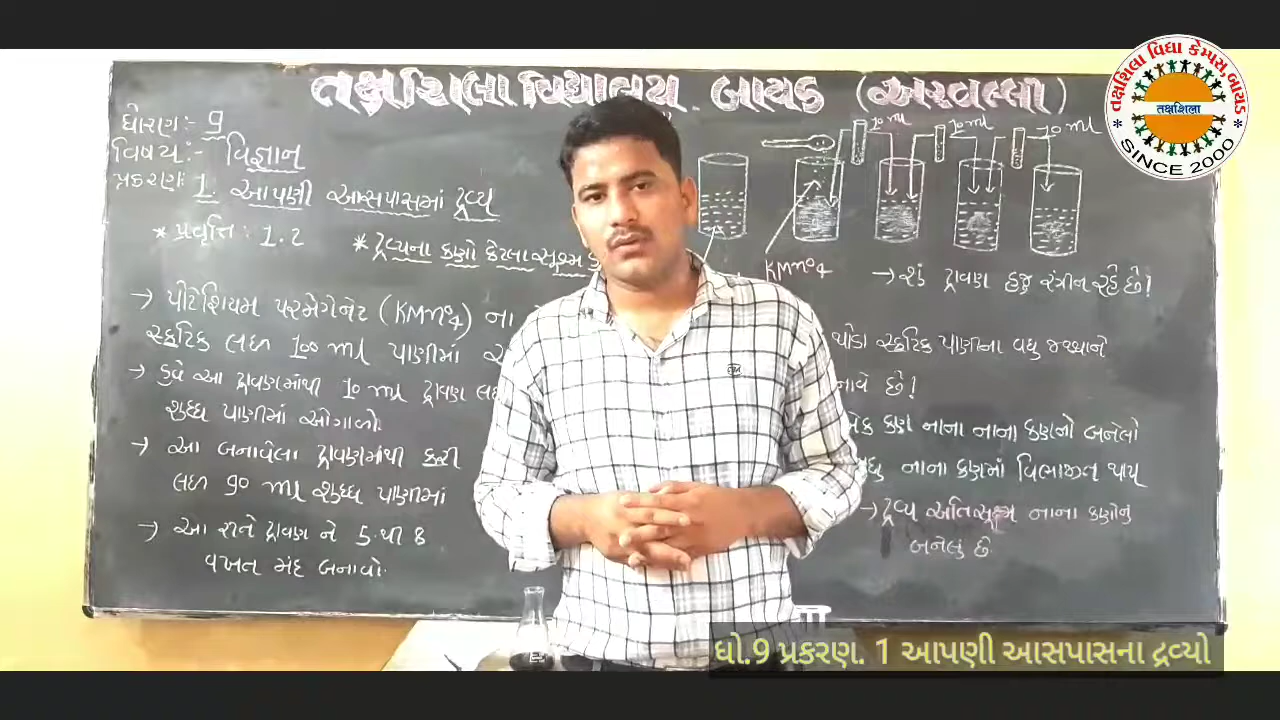 તક્ષશિલા વિદ્યાલય. બાયડ (અરવલ્લી)
ધોરણ:- 9
વિષય:- વિજ્ઞાન
પ્રકરણ: 1. આપણી આસપાસમાં દ્રવ્ય
* પ્રવૃત્તિ : 1.2
* દ્રવ્યના કણો કેટલા સૂક્ષ્મ
→ પોટેશિયમ પરમેગેનેટ (KMnO4) ના
સ્ફટિક લઇ 100 ml પાણીમાં
→ હવે આ દ્રાવણમાંથી 10 ml દ્રાવણ લઇ
શુધ્ધ પાણીમાં ઓગાળો.
→ આ બનાવેલા દ્રાવણમાંથી ફરી
લઇ 90 ml શુધ્ધ પાણીમાં
→ આ રીતે દ્રાવણ ને 5 થી 8
વખત મંદ બનાવો.
10 ml
10 ml
10 ml
KMnO4
→ શું દ્રાવણ હજુ રંગીન રહે છે!
થોડા સ્ફટિક પાણીના વધુ જથ્થાને
નાવે છે!
કણ નાના નાના કણનો બનેલો
નાના કણમાં વિભાજીત થાય
→ દ્રવ્ય અતિસૂક્ષ્મ નાના કણોનું
બનેલું છે.
તક્ષશિલા વિદ્યા કેમ્પસ, બાયડ
તક્ષશિલા
SINCE 2000
ધો.9 પ્રકરણ. 1 આપણી આસપાસના દ્રવ્યો